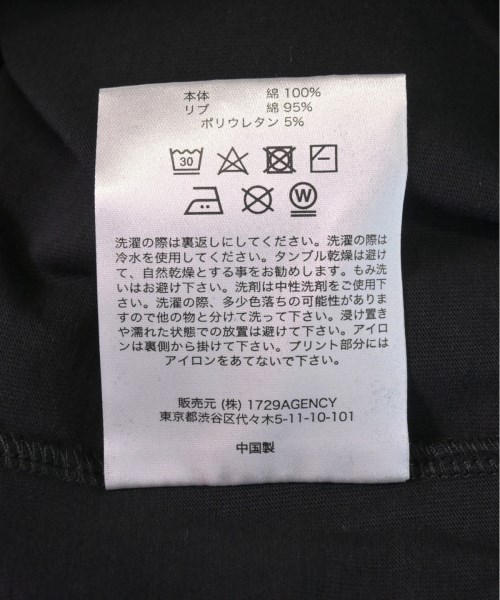 本体 綿 100%
リブ 綿 95%
ポリウレタン 5%
30
W
洗濯の際は裏返しにしてください。洗濯の際は
冷水を使用してください。タンブル乾燥は避け
て、自然乾燥とする事をお勧めします。もみ洗
いはお避け下さい。洗剤は中性洗剤をご使用下
さい。洗濯の際、多少色落ちの可能性がありま
すので他の物と分けて洗って下さい。浸け置き
や濡れた状態での放置は避けて下さい。アイロ
ンは裏側から掛けて下さい。プリント部分には
アイロンをあてないで下さい。
販売元 (株) 1729AGENCY
東京都渋谷区代々木5-11-10-101
中国製